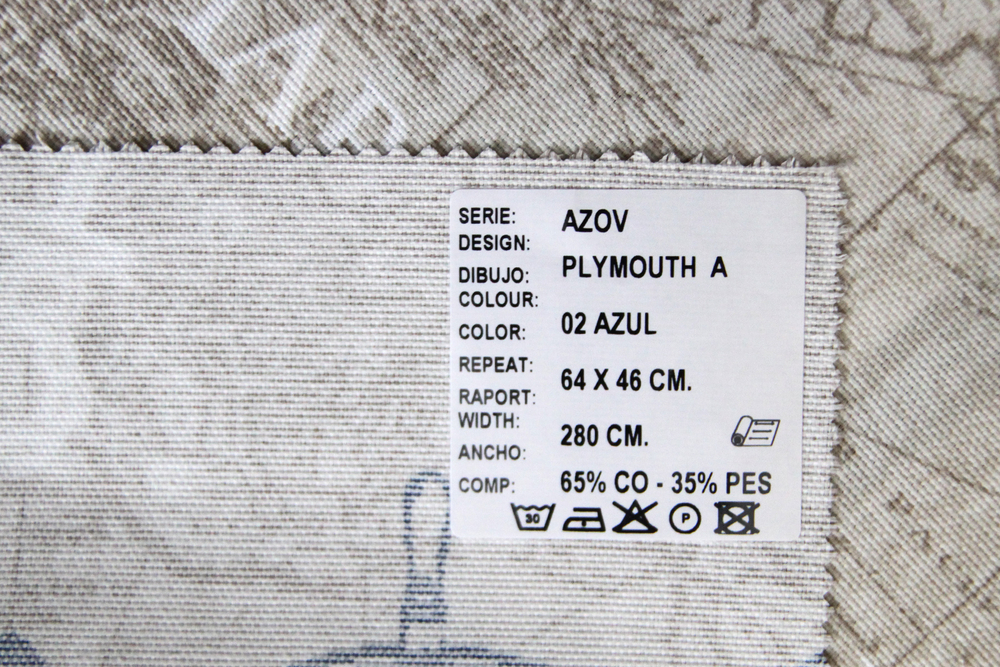 SERIE: AZOV
DESIGN:
DIBUJO: PLYMOUTH A
COLOUR:
COLOR: 02 AZUL
REPEAT:
64 X 46 CM.
RAPORT:
WIDTH:
280 CM.
ANCHO:
COMP: 65% CO - 35% PES
30 P